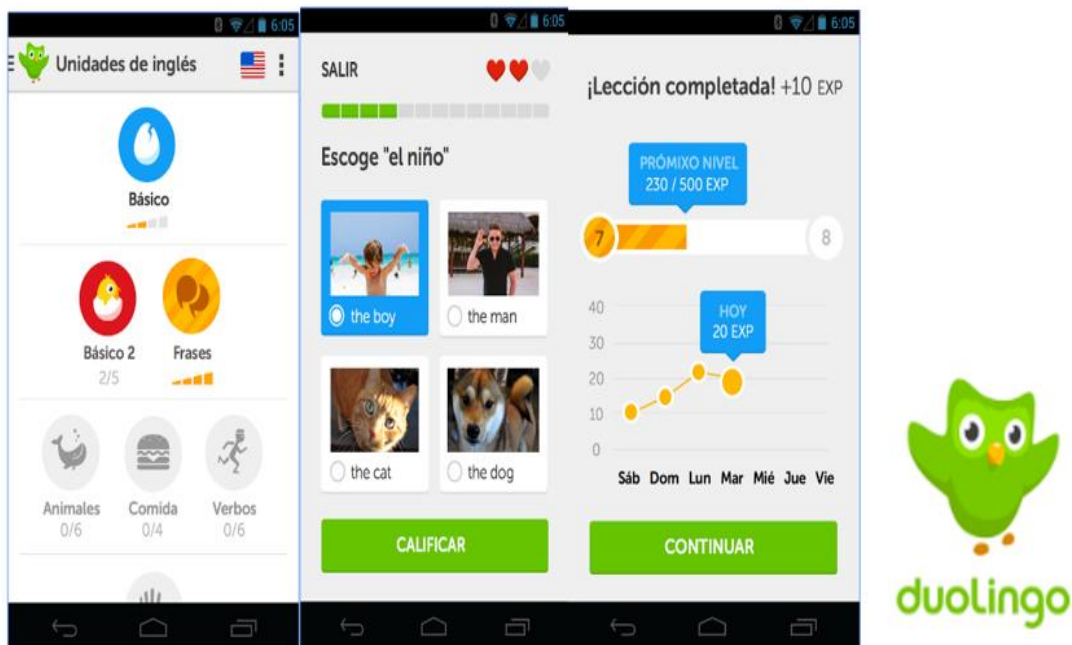 6:05
Unidades de inglés
Básico
Básico 2
Frases
2/5
Animales
Comida
Verbos
0/6
0/4
0/6
6:05
SALIR
Escoge "el niño"
the boy
the man
the cat
the dog
CALIFICAR
6:05
¡Lección completada! +10 EXP
PRÓMIXO NIVEL
230 / 500 EXP
7
8
40
HOY
20 EXP
30
20
10
0
Sáb Dom Lun Mar Mié Jue Vie
CONTINUAR
duolingo